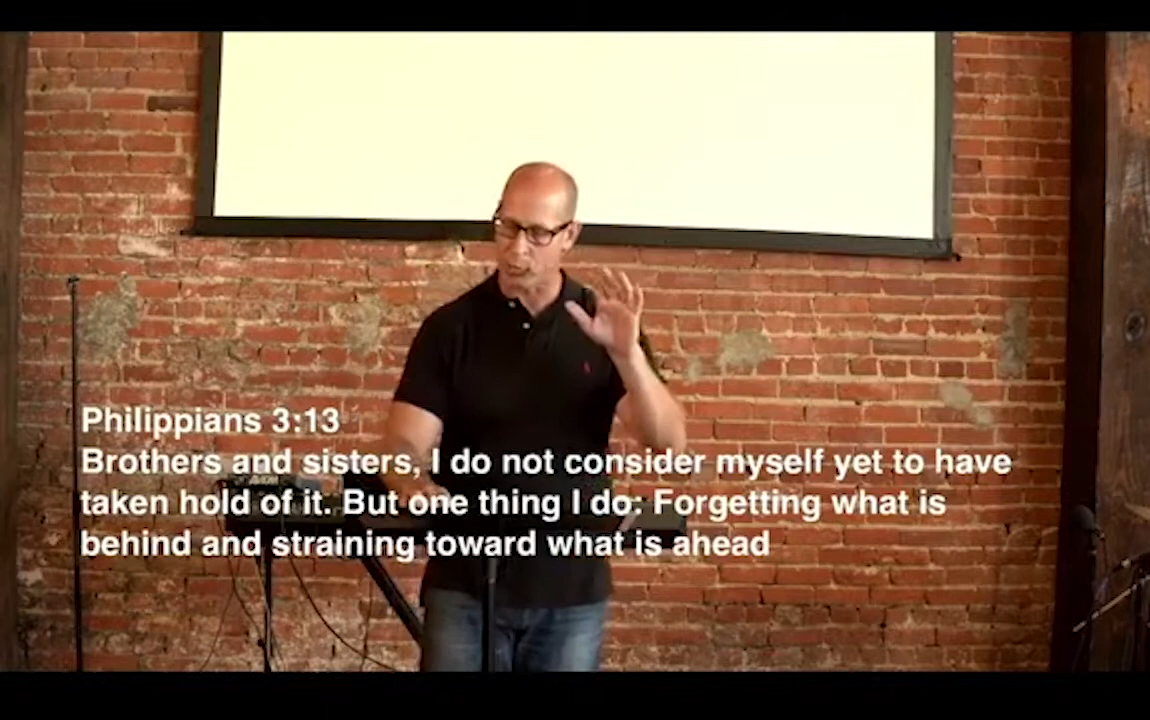 Philippians 3:13
Brothers and sisters, I do not consider myself yet to have
taken hold of it. But one thing I do: Forgetting what is
behind and straining toward what is ahead